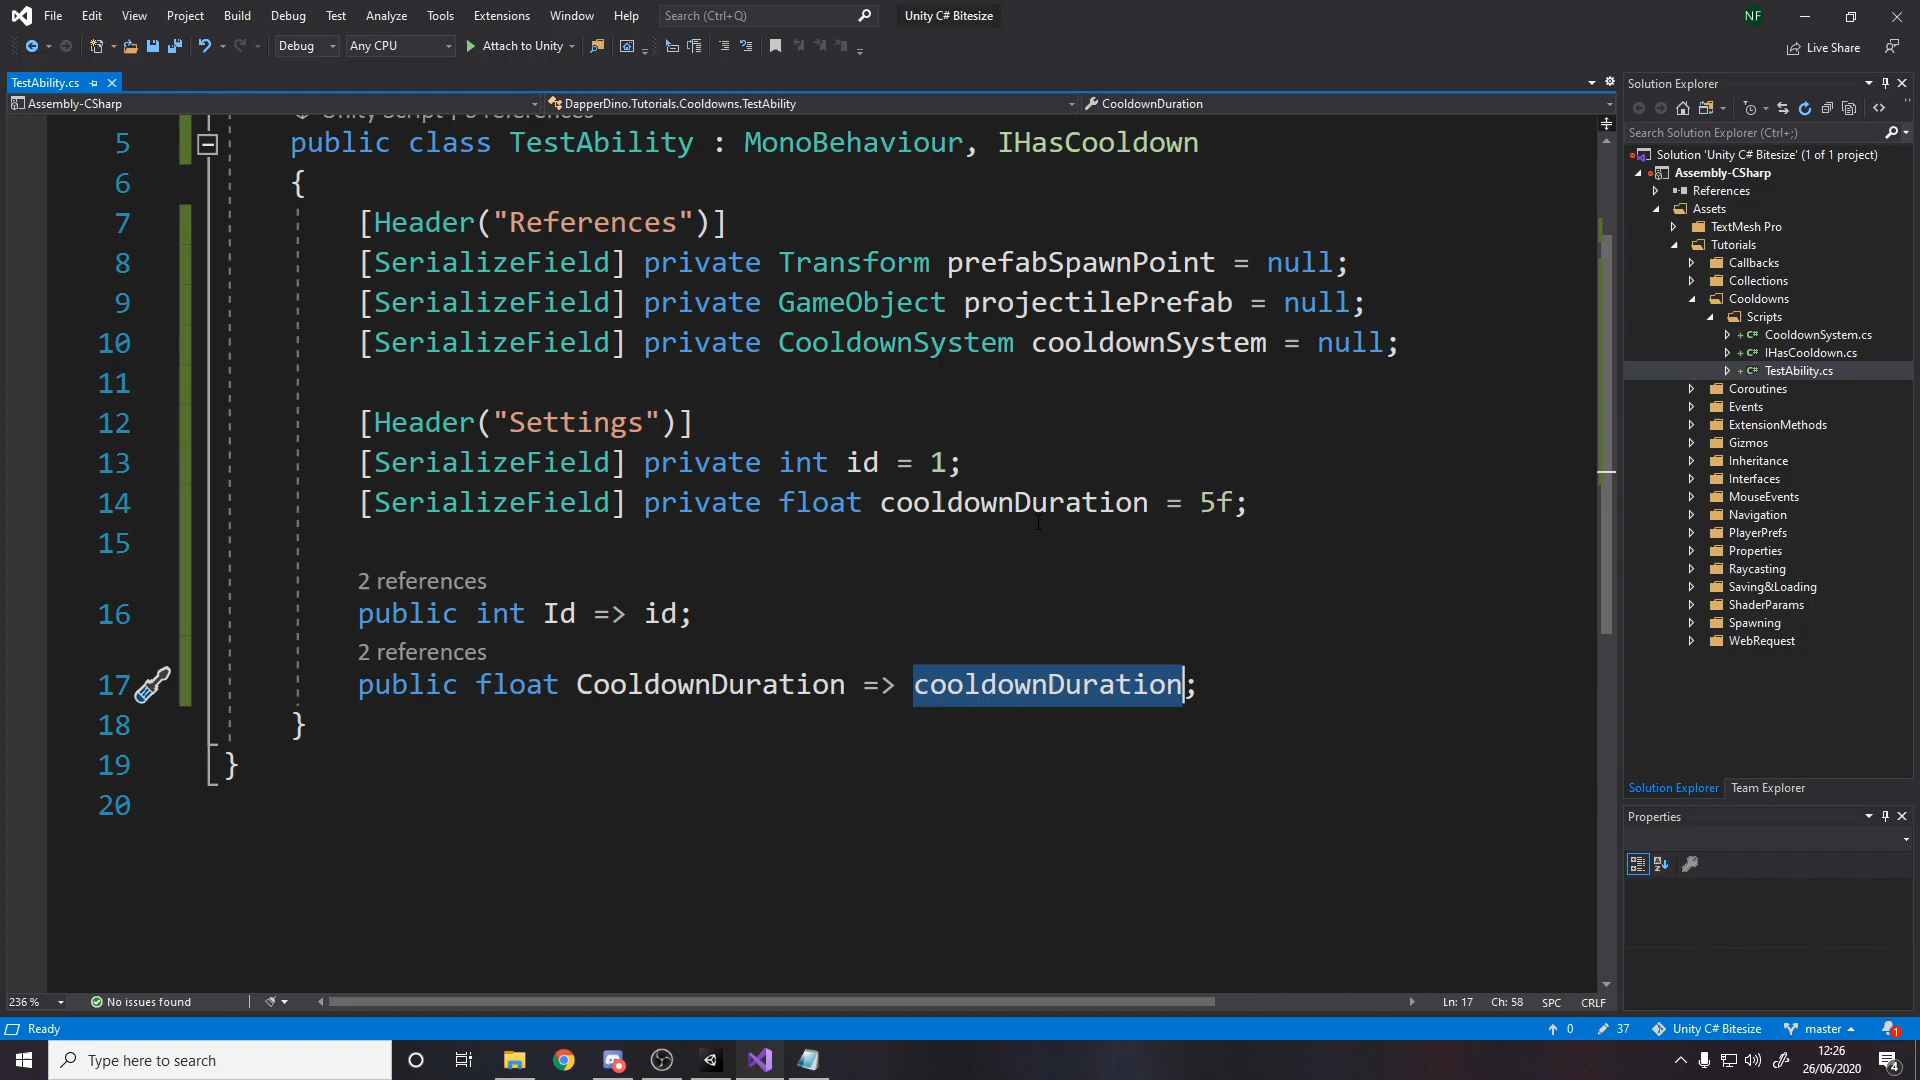 File Edit View Project Build Debug Test Analyze Tools Extensions Window Help Search (Ctrl+Q) Unity C# Bitesize NF
Debug Any CPU Attach to Unity Live Share
TestAbility.cs
Assembly-CSharp DapperDino.Tutorials.Cooldowns.TestAbility CooldownDuration
5 public class TestAbility : MonoBehaviour, IHasCooldown
6 {
7 [Header("References")]
8 [SerializeField] private Transform prefabSpawnPoint = null;
9 [SerializeField] private GameObject projectilePrefab = null;
10 [SerializeField] private CooldownSystem cooldownSystem = null;
11
12 [Header("Settings")]
13 [SerializeField] private int id = 1;
14 [SerializeField] private float cooldownDuration = 5f;
15
2 references
16 public int Id => id;
2 references
17 public float CooldownDuration => cooldownDuration;
18 }
19 }
20
236 % No issues found Ln: 17 Ch: 58 SPC CRLF
Solution Explorer
Search Solution Explorer (Ctrl+;)
Solution 'Unity C# Bitesize' (1 of 1 project)
Assembly-CSharp
References
Assets
TextMesh Pro
Tutorials
Callbacks
Collections
Cooldowns
Scripts
+ C# CooldownSystem.cs
+ C# IHasCooldown.cs
+ C# TestAbility.cs
Coroutines
Events
ExtensionMethods
Gizmos
Inheritance
Interfaces
MouseEvents
Navigation
PlayerPrefs
Properties
Raycasting
Saving&Loading
ShaderParams
Spawning
WebRequest
Solution Explorer Team Explorer
Properties
Ready 0 37 Unity C# Bitesize master 1
Type here to search 12:26
26/06/2020 4